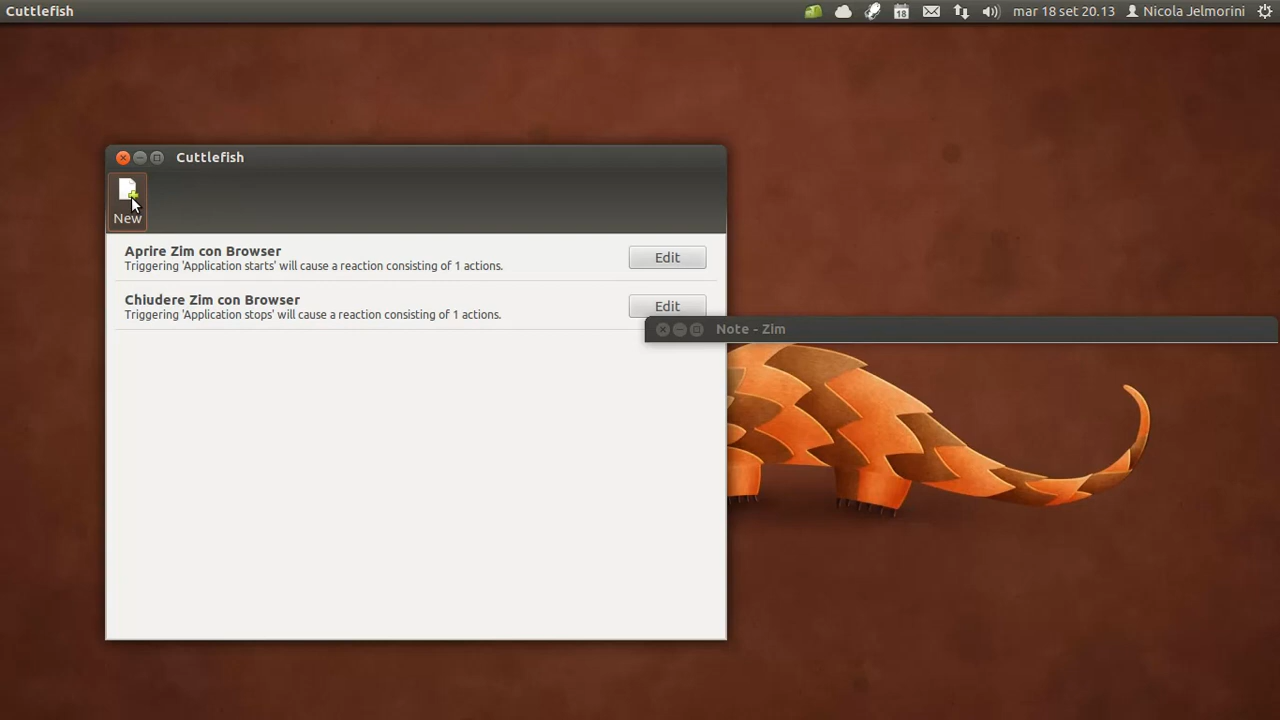 Cuttlefish
18
mar 18 set 20.13
Nicola Jelmorini
Cuttlefish
New
Aprire Zim con Browser
Triggering 'Application starts' will cause a reaction consisting of 1 actions.
Edit
Chiudere Zim con Browser
Triggering 'Application stops' will cause a reaction consisting of 1 actions.
Edit
Note - Zim